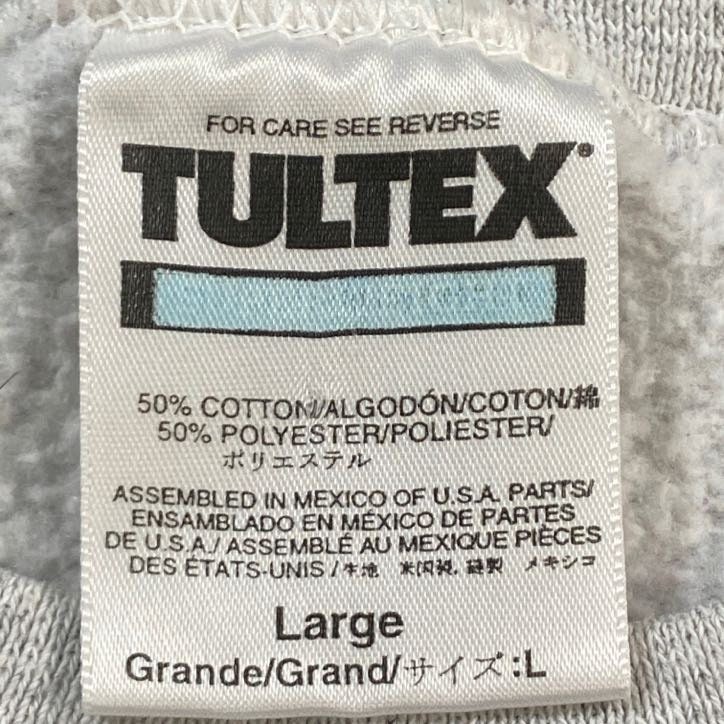 FOR CARE SEE REVERSE
TULTEX®
50% COTTON/ALGODÓN/COTON/綿
50% POLYESTER/POLIESTER/
ポリエステル
ASSEMBLED IN MEXICO OF U.S.A. PARTS/
ENSAMBLADO EN MÉXICO DE PARTES
DE U.S.A./ASSEMBLÉ AU MEXIQUE PIÈCES
DES ÉTATS-UNIS/生地 米国製, 縫製 メキシコ
Large
Grande/Grand/サイズ:L